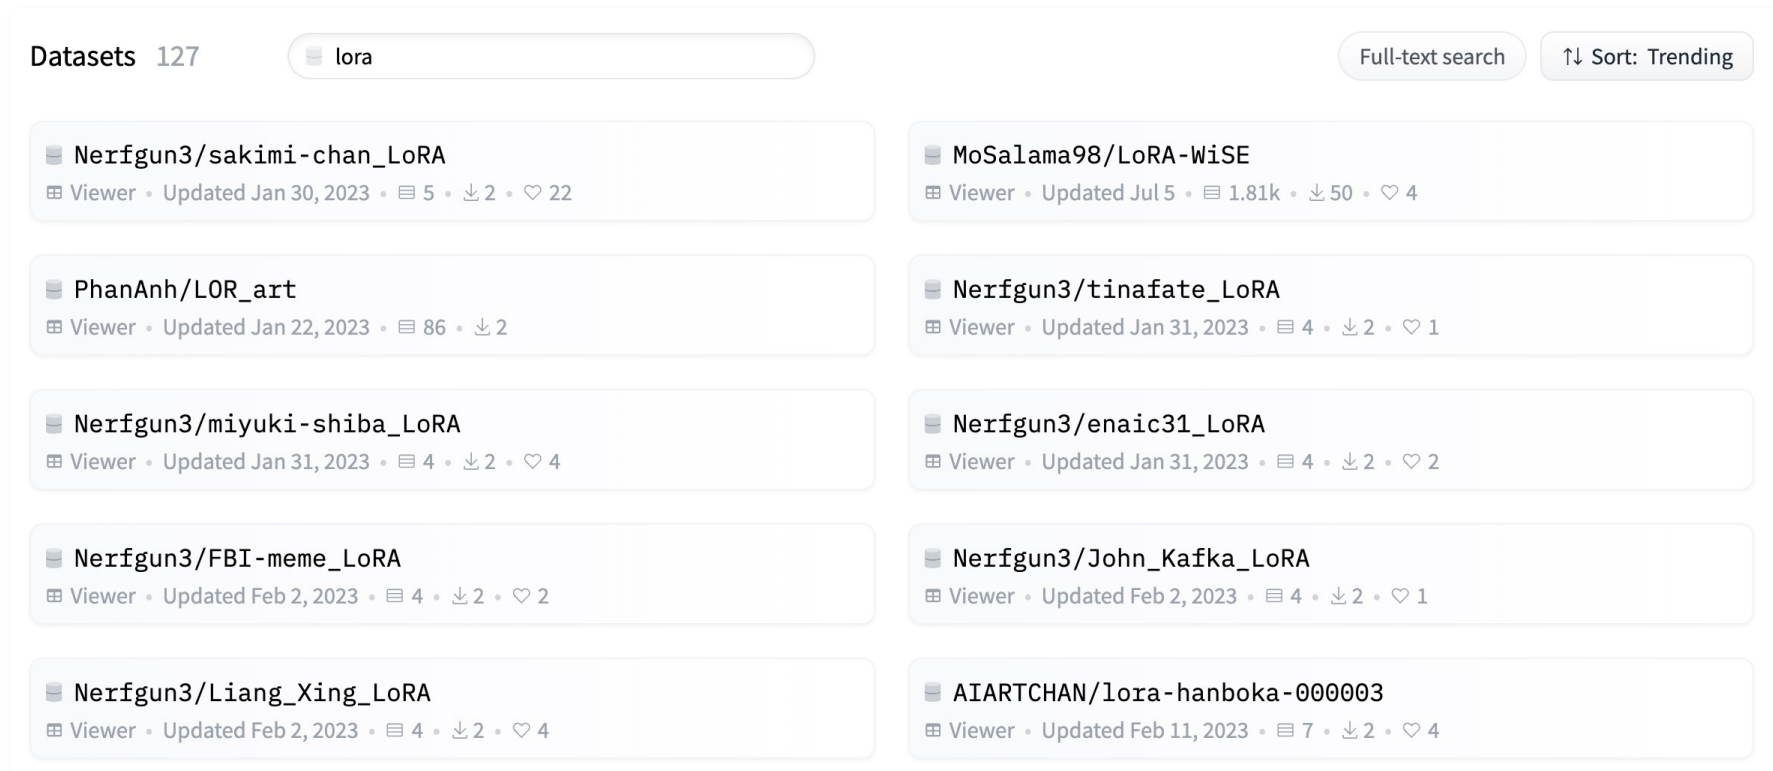 Datasets 127 lora Full-text search Sort: Trending
Nerfgun3/sakimi-chan_LoRA
Viewer • Updated Jan 30, 2023 • 5 • 2 • 22
MoSalama98/LoRA-WiSE
Viewer • Updated Jul 5 • 1.81k • 50 • 4
PhanAnh/LOR_art
Viewer • Updated Jan 22, 2023 • 86 • 2
Nerfgun3/tinafate_LoRA
Viewer • Updated Jan 31, 2023 • 4 • 2 • 1
Nerfgun3/miyuki-shiba_LoRA
Viewer • Updated Jan 31, 2023 • 4 • 2 • 4
Nerfgun3/enaic31_LoRA
Viewer • Updated Jan 31, 2023 • 4 • 2 • 2
Nerfgun3/FBI-meme_LoRA
Viewer • Updated Feb 2, 2023 • 4 • 2 • 2
Nerfgun3/John_Kafka_LoRA
Viewer • Updated Feb 2, 2023 • 4 • 2 • 1
Nerfgun3/Liang_Xing_LoRA
Viewer • Updated Feb 2, 2023 • 4 • 2 • 4
AIARTCHAN/lora-hanboka-000003
Viewer • Updated Feb 11, 2023 • 7 • 2 • 4